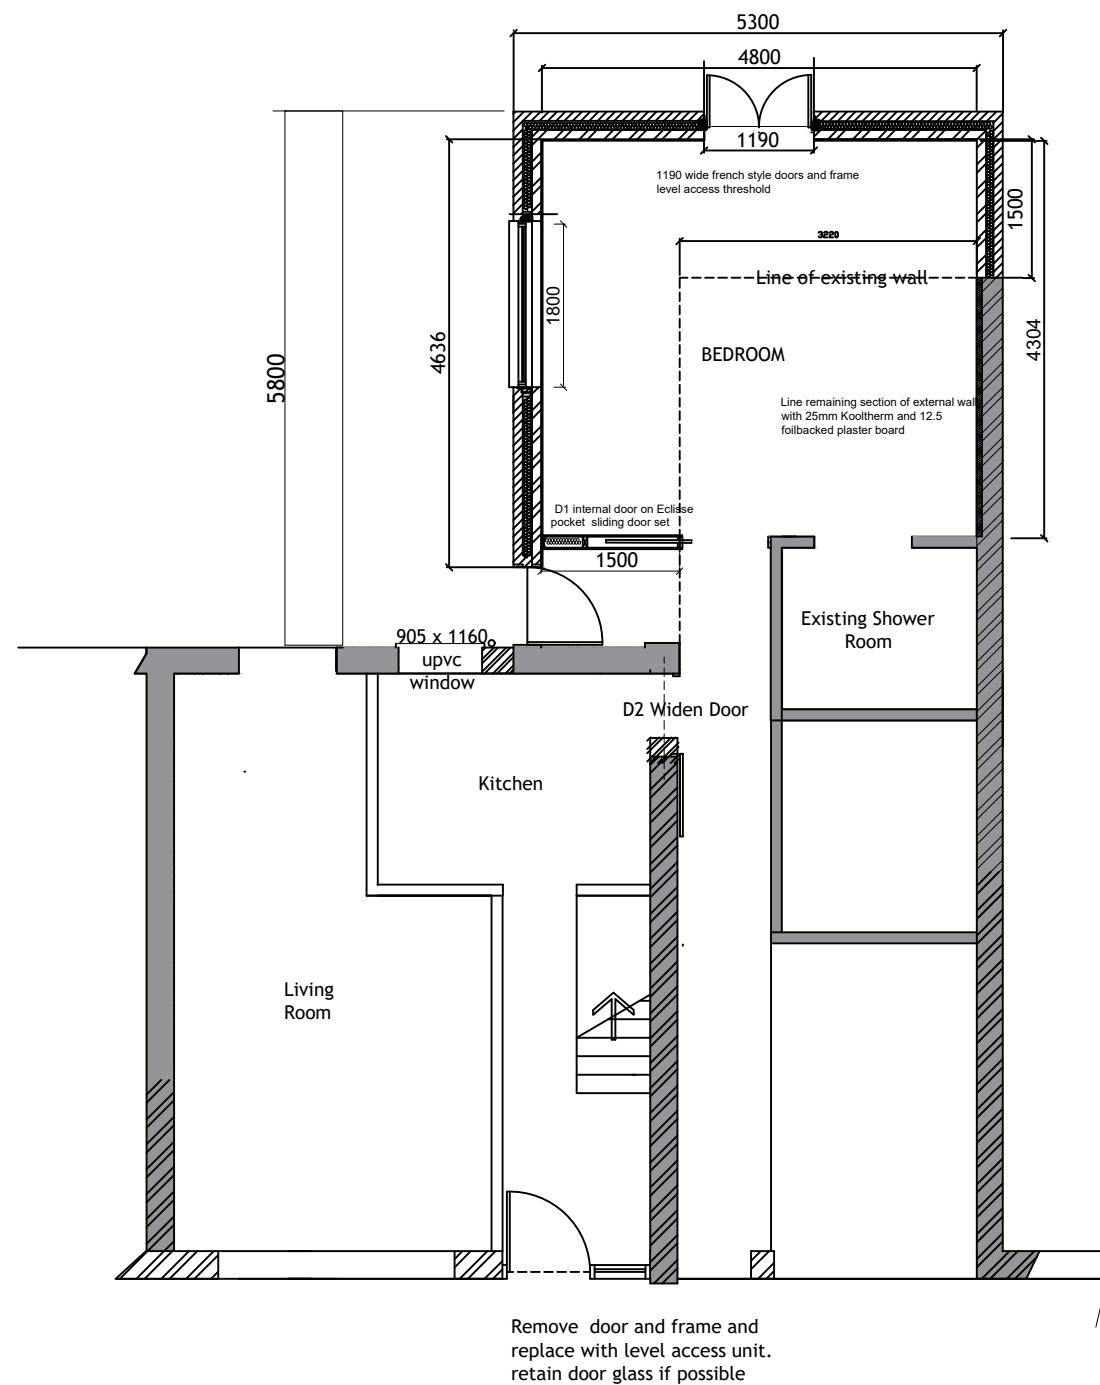 5300
4800
1190
1190 wide french style doors and frame
level access threshold
1500
3220
Line of existing wall
1800
4636
4304
5800
BEDROOM
Line remaining section of external wall
with 25mm Kooltherm and 12.5
foilbacked plaster board
D1 internal door on Eclisse
pocket sliding door set
1500
Existing Shower
Room
905 x 1160
upvc
window
D2 Widen Door
Kitchen
Living
Room
Remove door and frame and
replace with level access unit.
retain door glass if possible